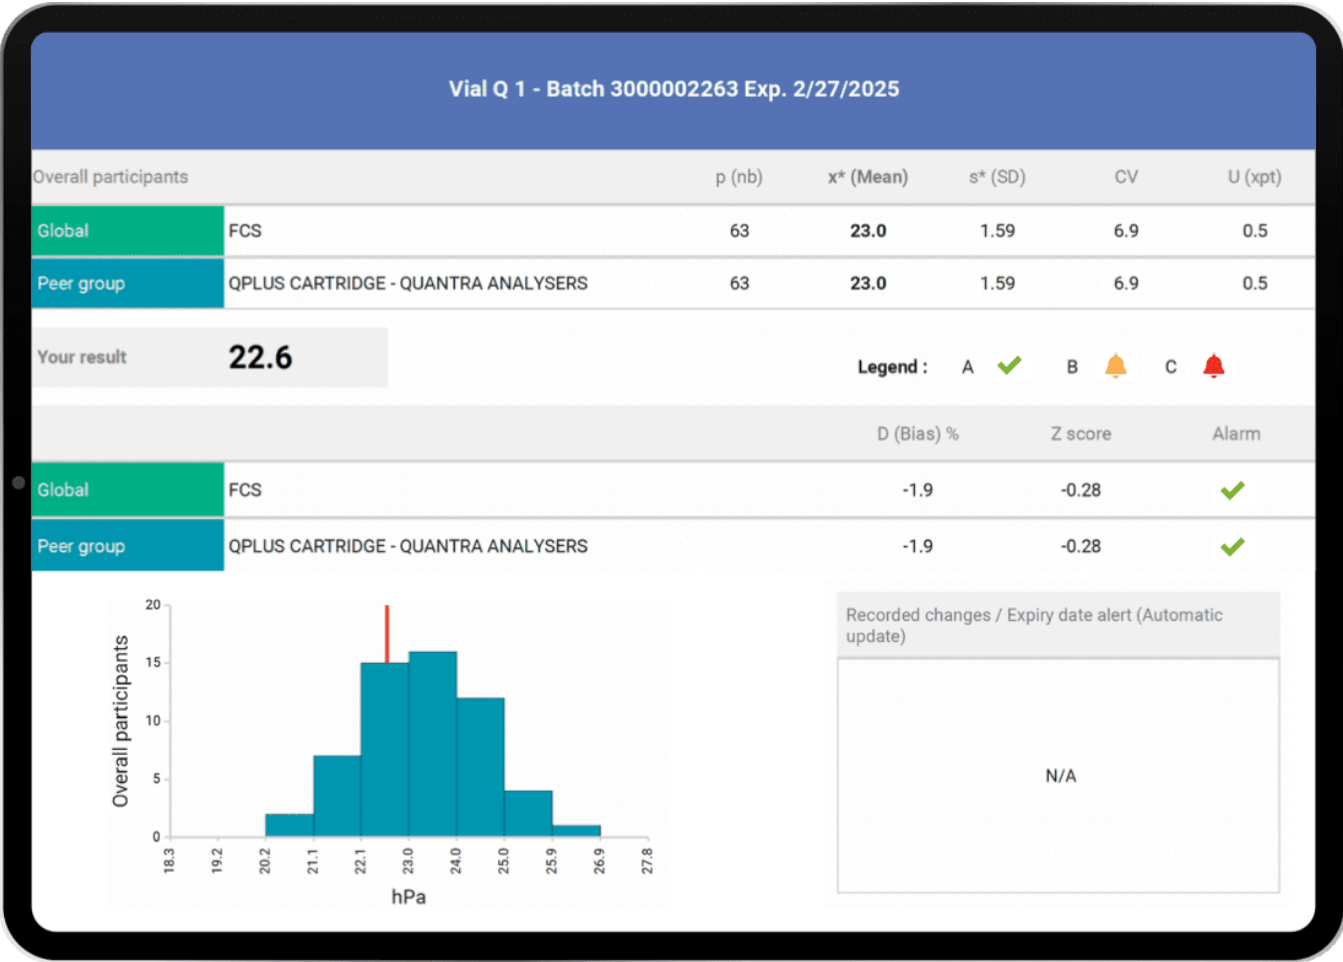 Vial Q 1 - Batch 3000002263 Exp. 2/27/2025
Overall participants p (nb) x* (Mean) s* (SD) CV U (xpt)
Global FCS 63 23.0 1.59 6.9 0.5
Peer group QPLUS CARTRIDGE - QUANTRA ANALYSERS 63 23.0 1.59 6.9 0.5
Your result 22.6
Legend : A B C
D (Bias) % Z score Alarm
Global FCS -1.9 -0.28
Peer group QPLUS CARTRIDGE - QUANTRA ANALYSERS -1.9 -0.28
Overall participants
20
15
10
5
0
18.3 19.2 20.2 21.1 22.1 23.0 24.0 25.0 25.9 26.9 27.8
hPa
Recorded changes / Expiry date alert (Automatic
update)
N/A